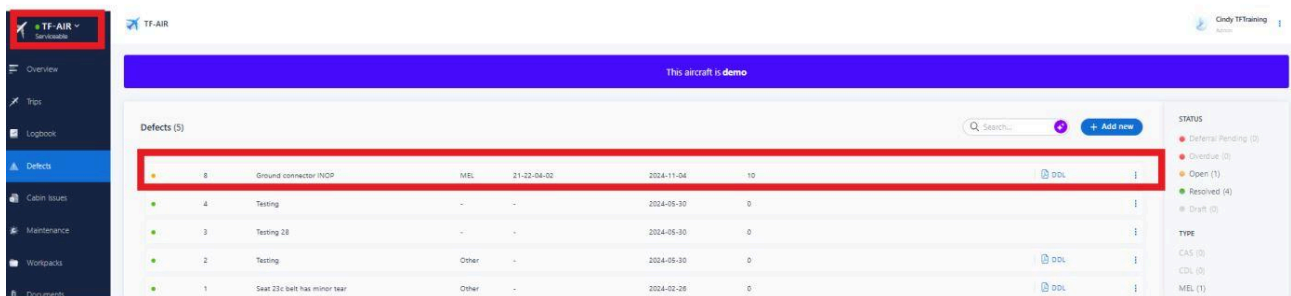 TF-AIR
Serviceable
Overview
Trips
Logbook
Defects
Cabin Issues
Maintenance
Workpacks
Documents
TF-AIR
Cindy TFTraining
This aircraft is demo
Defects (5)
Search...
+ Add new
8 Ground connector INOP MEL 21-22-04-02 2024-11-04 10 DDL
4 Testing - - 2024-05-30 0
3 Testing 28 - - 2024-05-30 0
2 Testing Other - 2024-05-30 0 DDL
1 Seat 23c belt has minor tear Other - 2024-02-26 0 DDL
STATUS
Deferral Pending (0)
Overdue (0)
Open (1)
Resolved (4)
Draft (0)
TYPE
CAS (0)
CDL (0)
MEL (1)